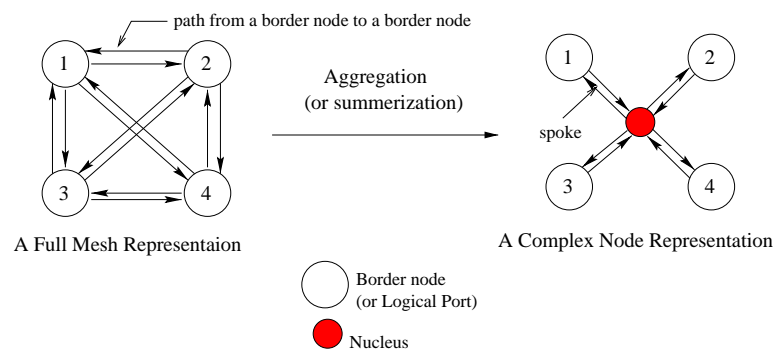 path from a border node to a border node
1
2
3
4
A Full Mesh Representaion
Aggregation
(or summerization)
1
2
spoke
3
4
A Complex Node Representation
Border node
(or Logical Port)
Nucleus